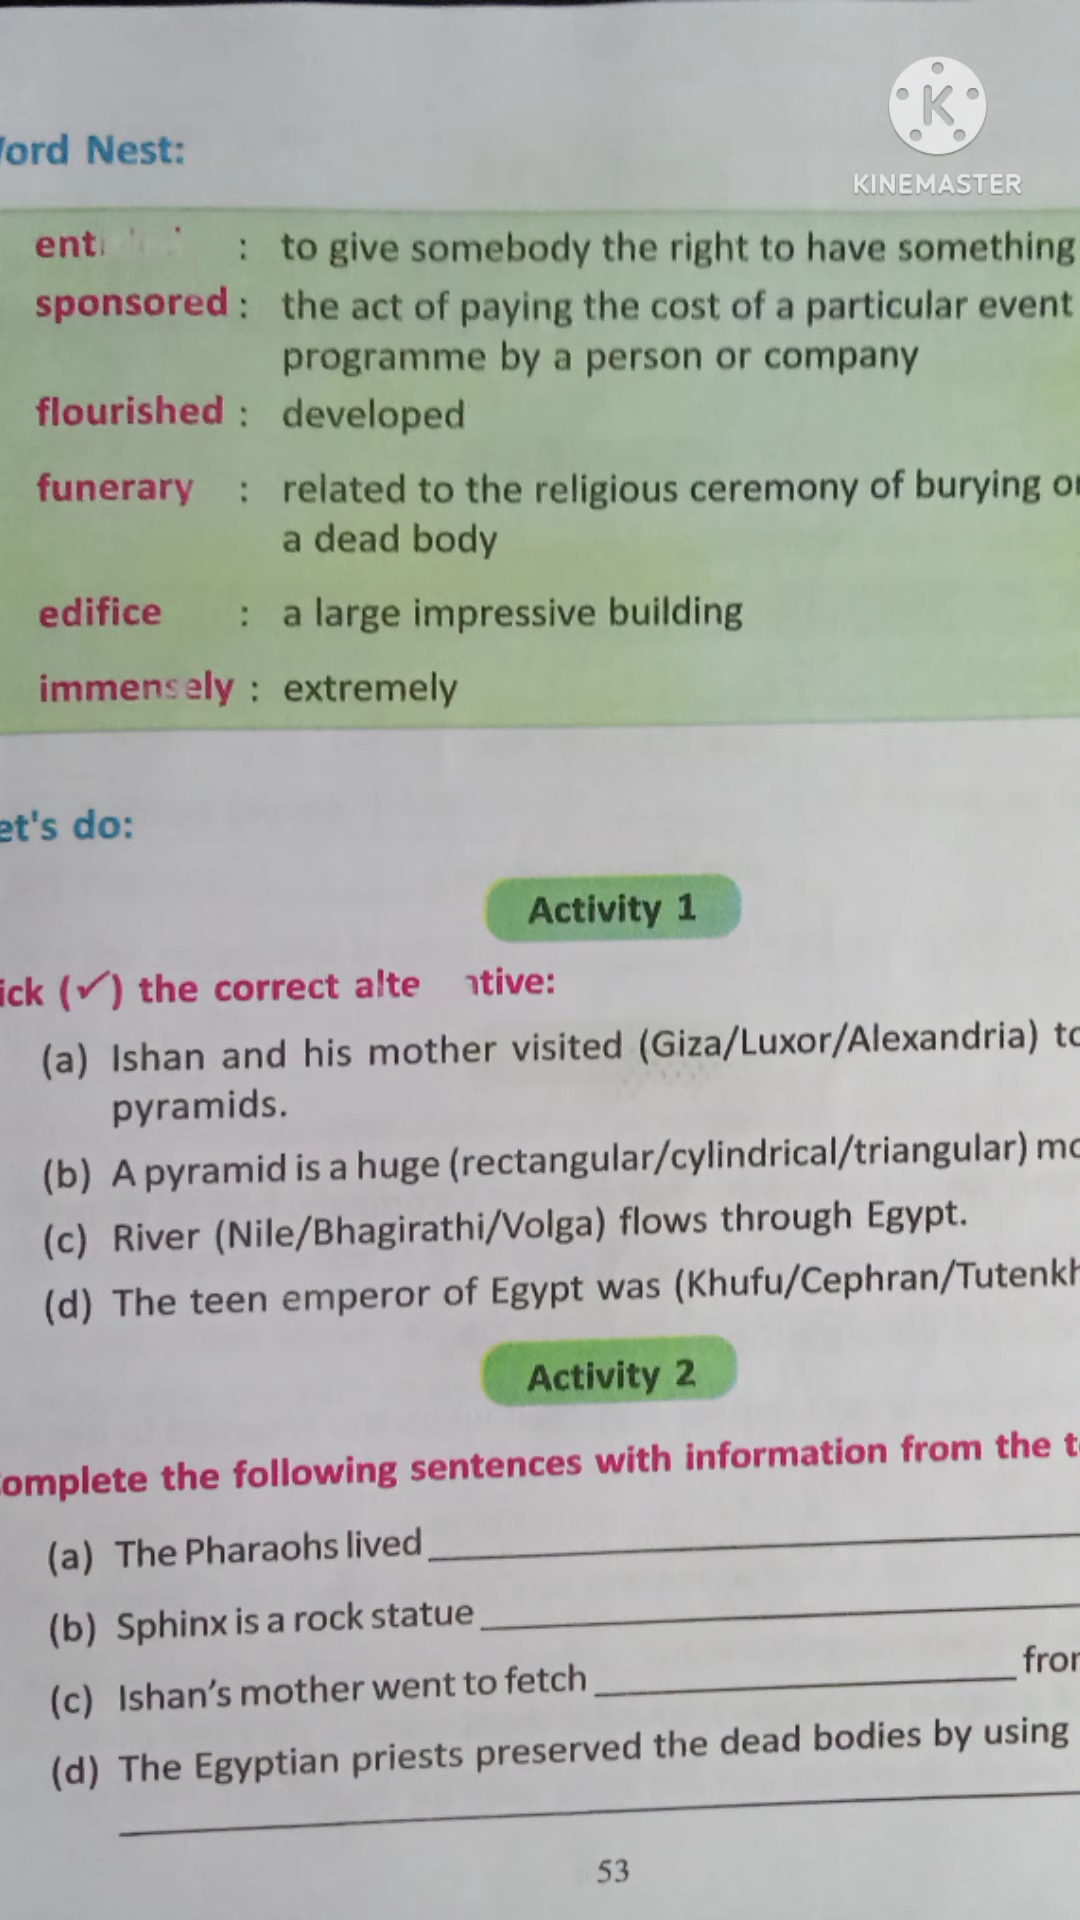 KINEMASTER
ord Nest:
: to give somebody the right to have something
sponsored : the act of paying the cost of a particular event
programme by a person or company
flourished : developed
funerary : related to the religious ceremony of burying or
a dead body
edifice : a large impressive building
immensely : extremely
et's do:
Activity 1
ick (✓) the correct alte ative:
(a) Ishan and his mother visited (Giza/Luxor/Alexandria) to
pyramids.
(b) A pyramid is a huge (rectangular/cylindrical/triangular) mo
(c) River (Nile/Bhagirathi/Volga) flows through Egypt.
(d) The teen emperor of Egypt was (Khufu/Cephran/Tutenkh
Activity 2
omplete the following sentences with information from the t
(a) The Pharaohs lived
(b) Sphinx is a rock statue
(c) Ishan's mother went to fetch fror
(d) The Egyptian priests preserved the dead bodies by using
53